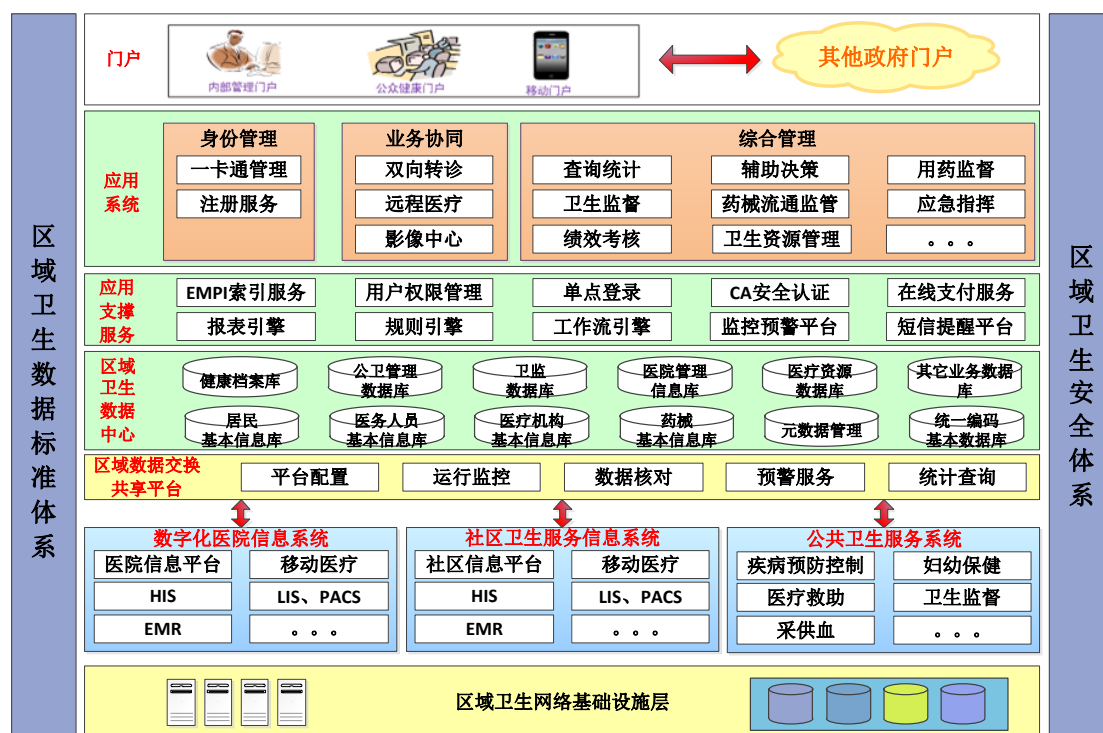 区域卫生数据标准体系
门户
内部管理门户
公众健康门户
移动门户
其他政府门户
应用
系统
身份管理
一卡通管理
注册服务
业务协同
双向转诊
远程医疗
影像中心
综合管理
查询统计
辅助决策
用药监督
卫生监督
药械流通监管
应急指挥
绩效考核
卫生资源管理
。。。
应用
支撑
服务
EMPI索引服务
用户权限管理
单点登录
CA安全认证
在线支付服务
报表引擎
规则引擎
工作流引擎
监控预警平台
短信提醒平台
区域
卫生
数据
中心
健康档案库
公卫管理
数据库
卫监
数据库
医院管理
信息库
医疗资源
数据库
其它业务数据
库
居民
基本信息库
医务人员
基本信息库
医疗机构
基本信息库
药械
基本信息库
元数据管理
统一编码
基本数据库
区域数据交换
共享平台
平台配置
运行监控
数据核对
预警服务
统计查询
数字化医院信息系统
医院信息平台
移动医疗
HIS
LIS、PACS
EMR
。。。
社区卫生服务信息系统
社区信息平台
移动医疗
HIS
LIS、PACS
EMR
。。。
公共卫生服务系统
疾病预防控制
妇幼保健
医疗救助
卫生监督
采供血
。。。
区域卫生网络基础设施层
区域卫生安全体系